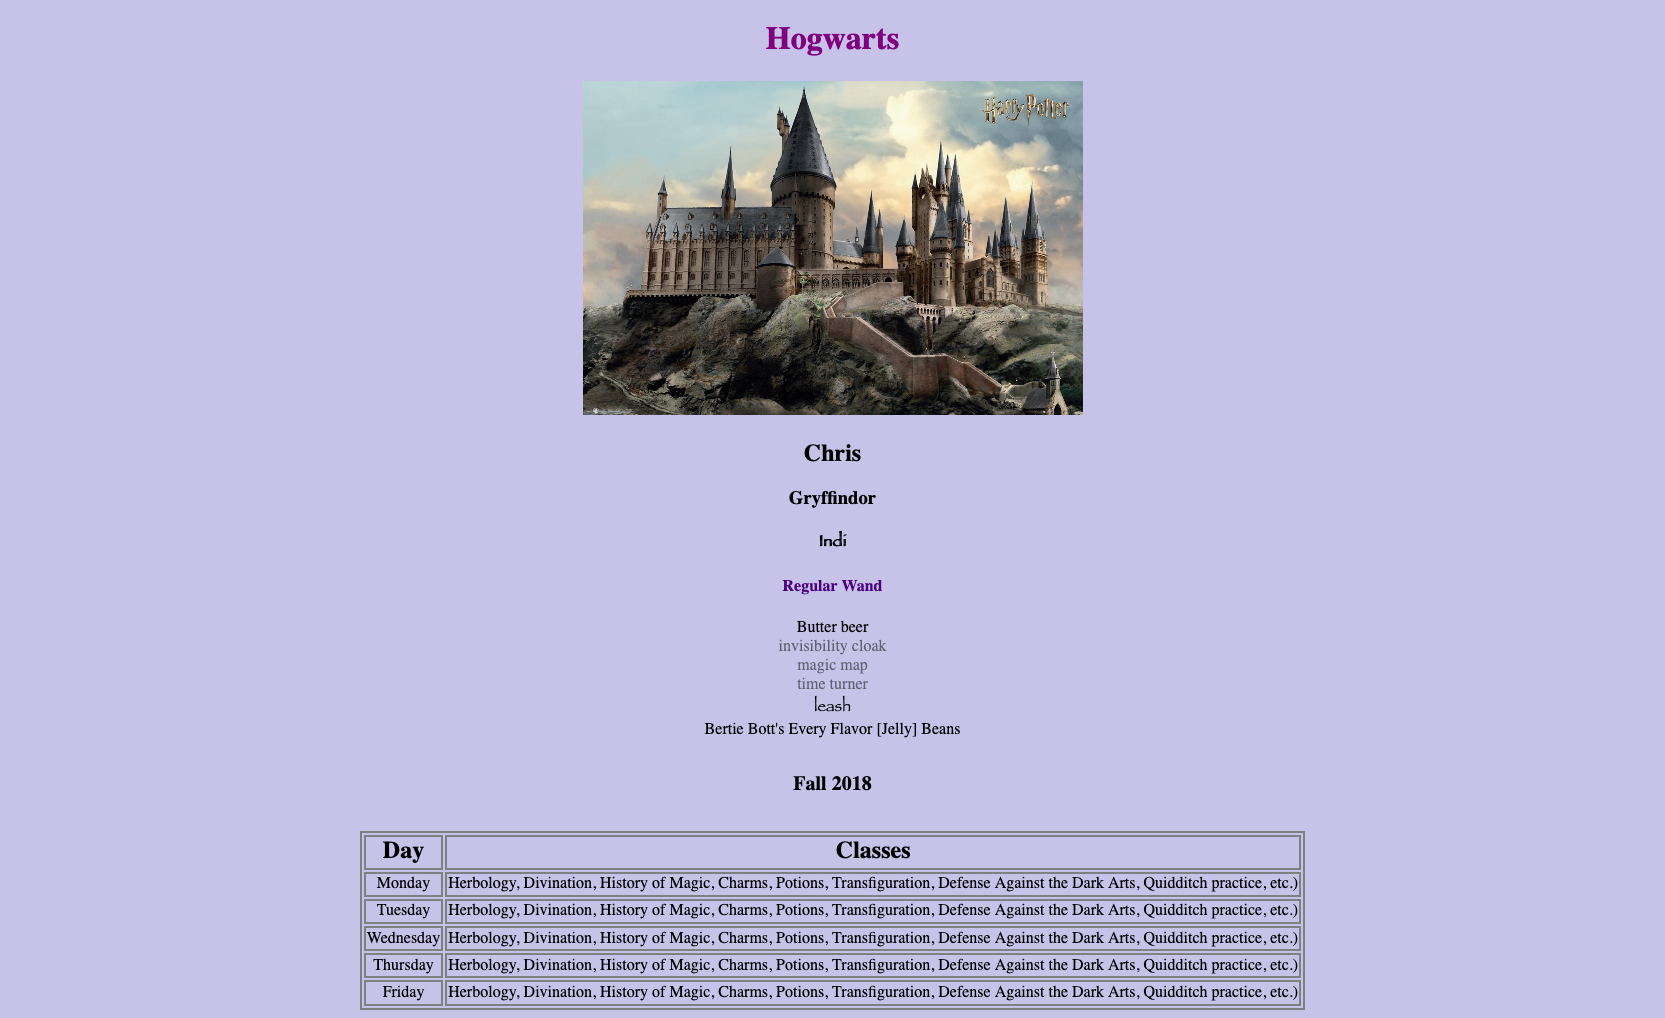 Hogwarts
Harry Potter
Chris
Gryffindor
Indi
Regular Wand
Butter beer
invisibility cloak
magic map
time turner
leash
Bertie Bott's Every Flavor [Jelly] Beans
Fall 2018
Day Classes
Monday Herbology, Divination, History of Magic, Charms, Potions, Transfiguration, Defense Against the Dark Arts, Quidditch practice, etc.)
Tuesday Herbology, Divination, History of Magic, Charms, Potions, Transfiguration, Defense Against the Dark Arts, Quidditch practice, etc.)
Wednesday Herbology, Divination, History of Magic, Charms, Potions, Transfiguration, Defense Against the Dark Arts, Quidditch practice, etc.)
Thursday Herbology, Divination, History of Magic, Charms, Potions, Transfiguration, Defense Against the Dark Arts, Quidditch practice, etc.)
Friday Herbology, Divination, History of Magic, Charms, Potions, Transfiguration, Defense Against the Dark Arts, Quidditch practice, etc.)